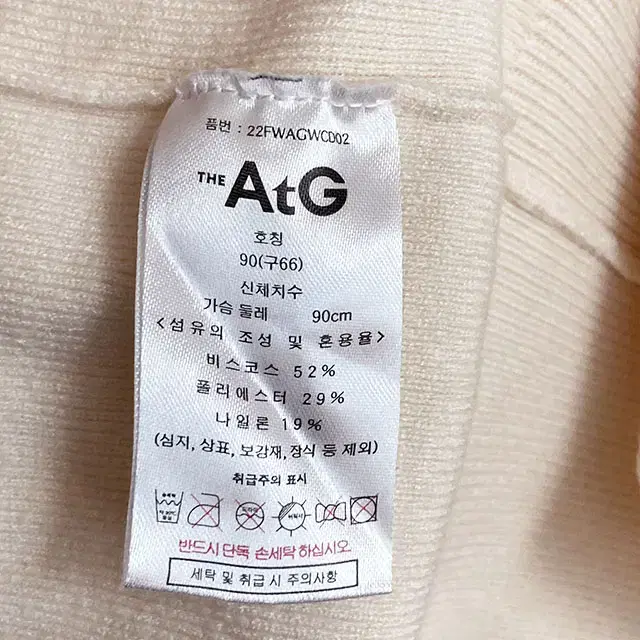 품번 : 22FWAGWCD02
THE AtG
호칭
90(구66)
신체치수
가슴 둘레 90cm
<섬유의 조성 및 혼용율>
비스코스 52%
폴리에스터 29%
나일론 19%
(심지, 상표, 보강재, 장식 등 제외)
취급주의 표시
반드시 단독 손세탁 하십시오.
세탁 및 취급 시 주의사항